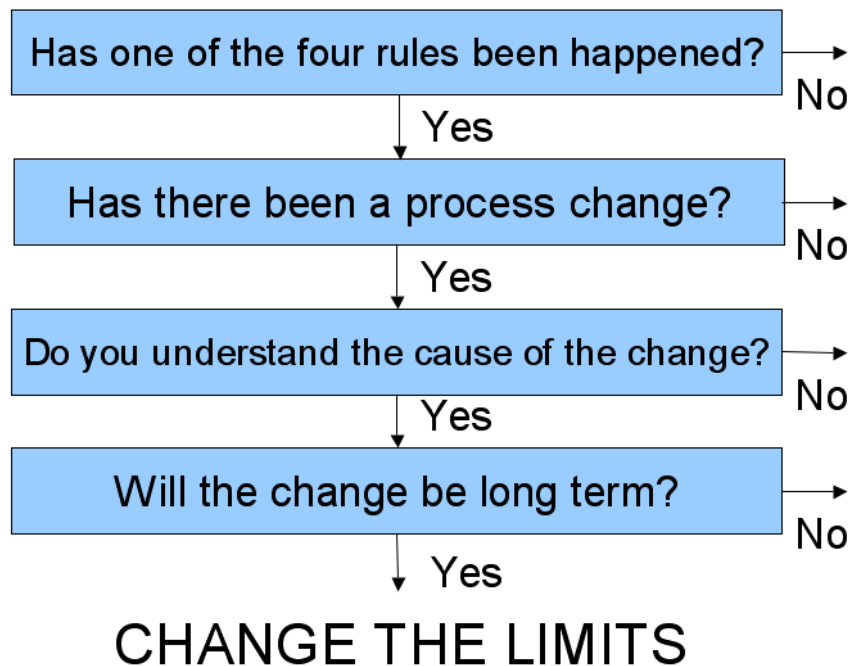 Has one of the four rules been happened?
No
Yes
Has there been a process change?
No
Yes
Do you understand the cause of the change?
No
Yes
Will the change be long term?
No
Yes
CHANGE THE LIMITS